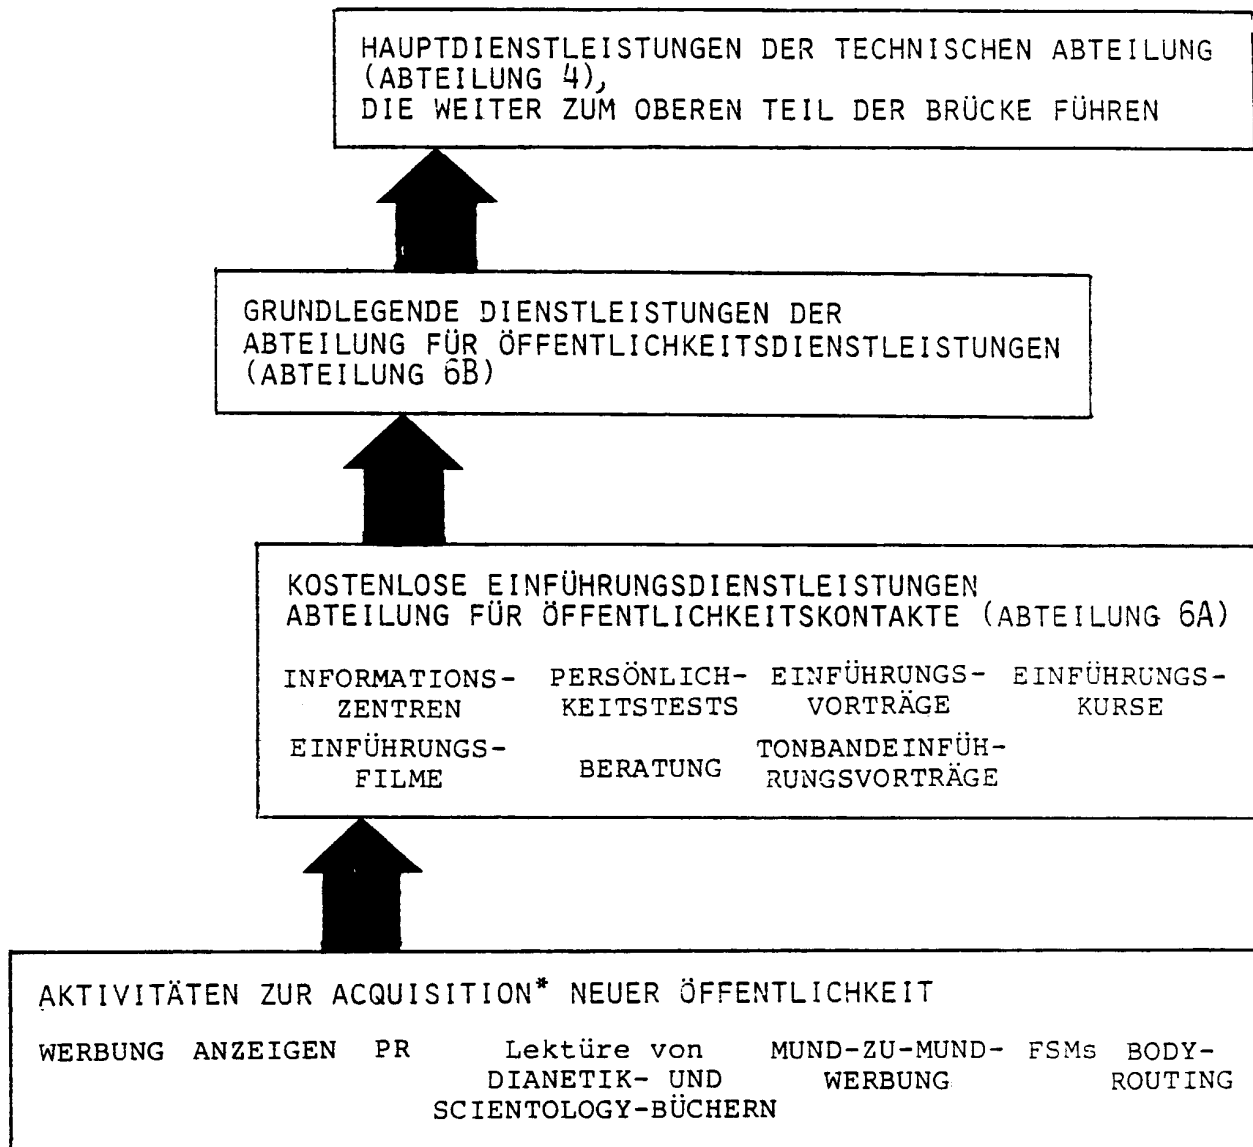 HAUPTDIENSTLEISTUNGEN DER TECHNISCHEN ABTEILUNG
(ABTEILUNG 4),
DIE WEITER ZUM OBEREN TEIL DER BRÜCKE FÜHREN
GRUNDLEGENDE DIENSTLEISTUNGEN DER
ABTEILUNG FÜR ÖFFENTLICHKEITSDIENSTLEISTUNGEN
(ABTEILUNG 6B)
KOSTENLOSE EINFÜHRUNGSDIENSTLEISTUNGEN
ABTEILUNG FÜR ÖFFENTLICHKEITSKONTAKTE (ABTEILUNG 6A)
INFORMATIONS-
ZENTREN
PERSÖNLICH-
KEITSTESTS
EINFÜHRUNGS-
VORTRÄGE
EINFÜHRUNGS-
KURSE
EINFÜHRUNGS-
FILME
BERATUNG
TONBANDEINFÜH-
RUNGSVORTRÄGE
AKTIVITÄTEN ZUR ACQUISITION* NEUER ÖFFENTLICHKEIT
WERBUNG
ANZEIGEN
PR
Lektüre von
DIANETIK- UND
SCIENTOLOGY-BÜCHERN
MUND-ZU-MUND-
WERBUNG
FSMs
BODY-
ROUTING